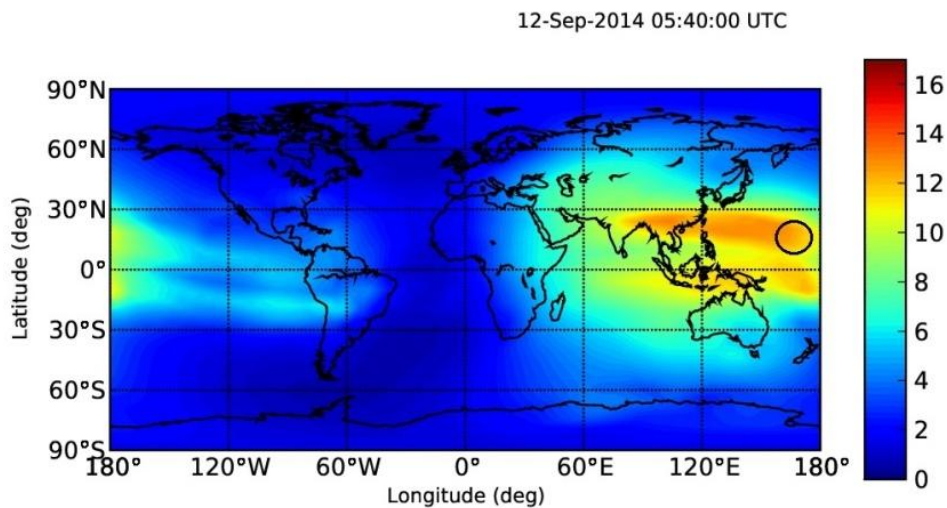 12-Sep-2014 05:40:00 UTC
90°N
60°N
30°N
0°
30°S
60°S
90°S
Latitude (deg)
180° 120°W 60°W 0° 60°E 120°E 180°
Longitude (deg)
16
14
12
10
8
6
4
2
0